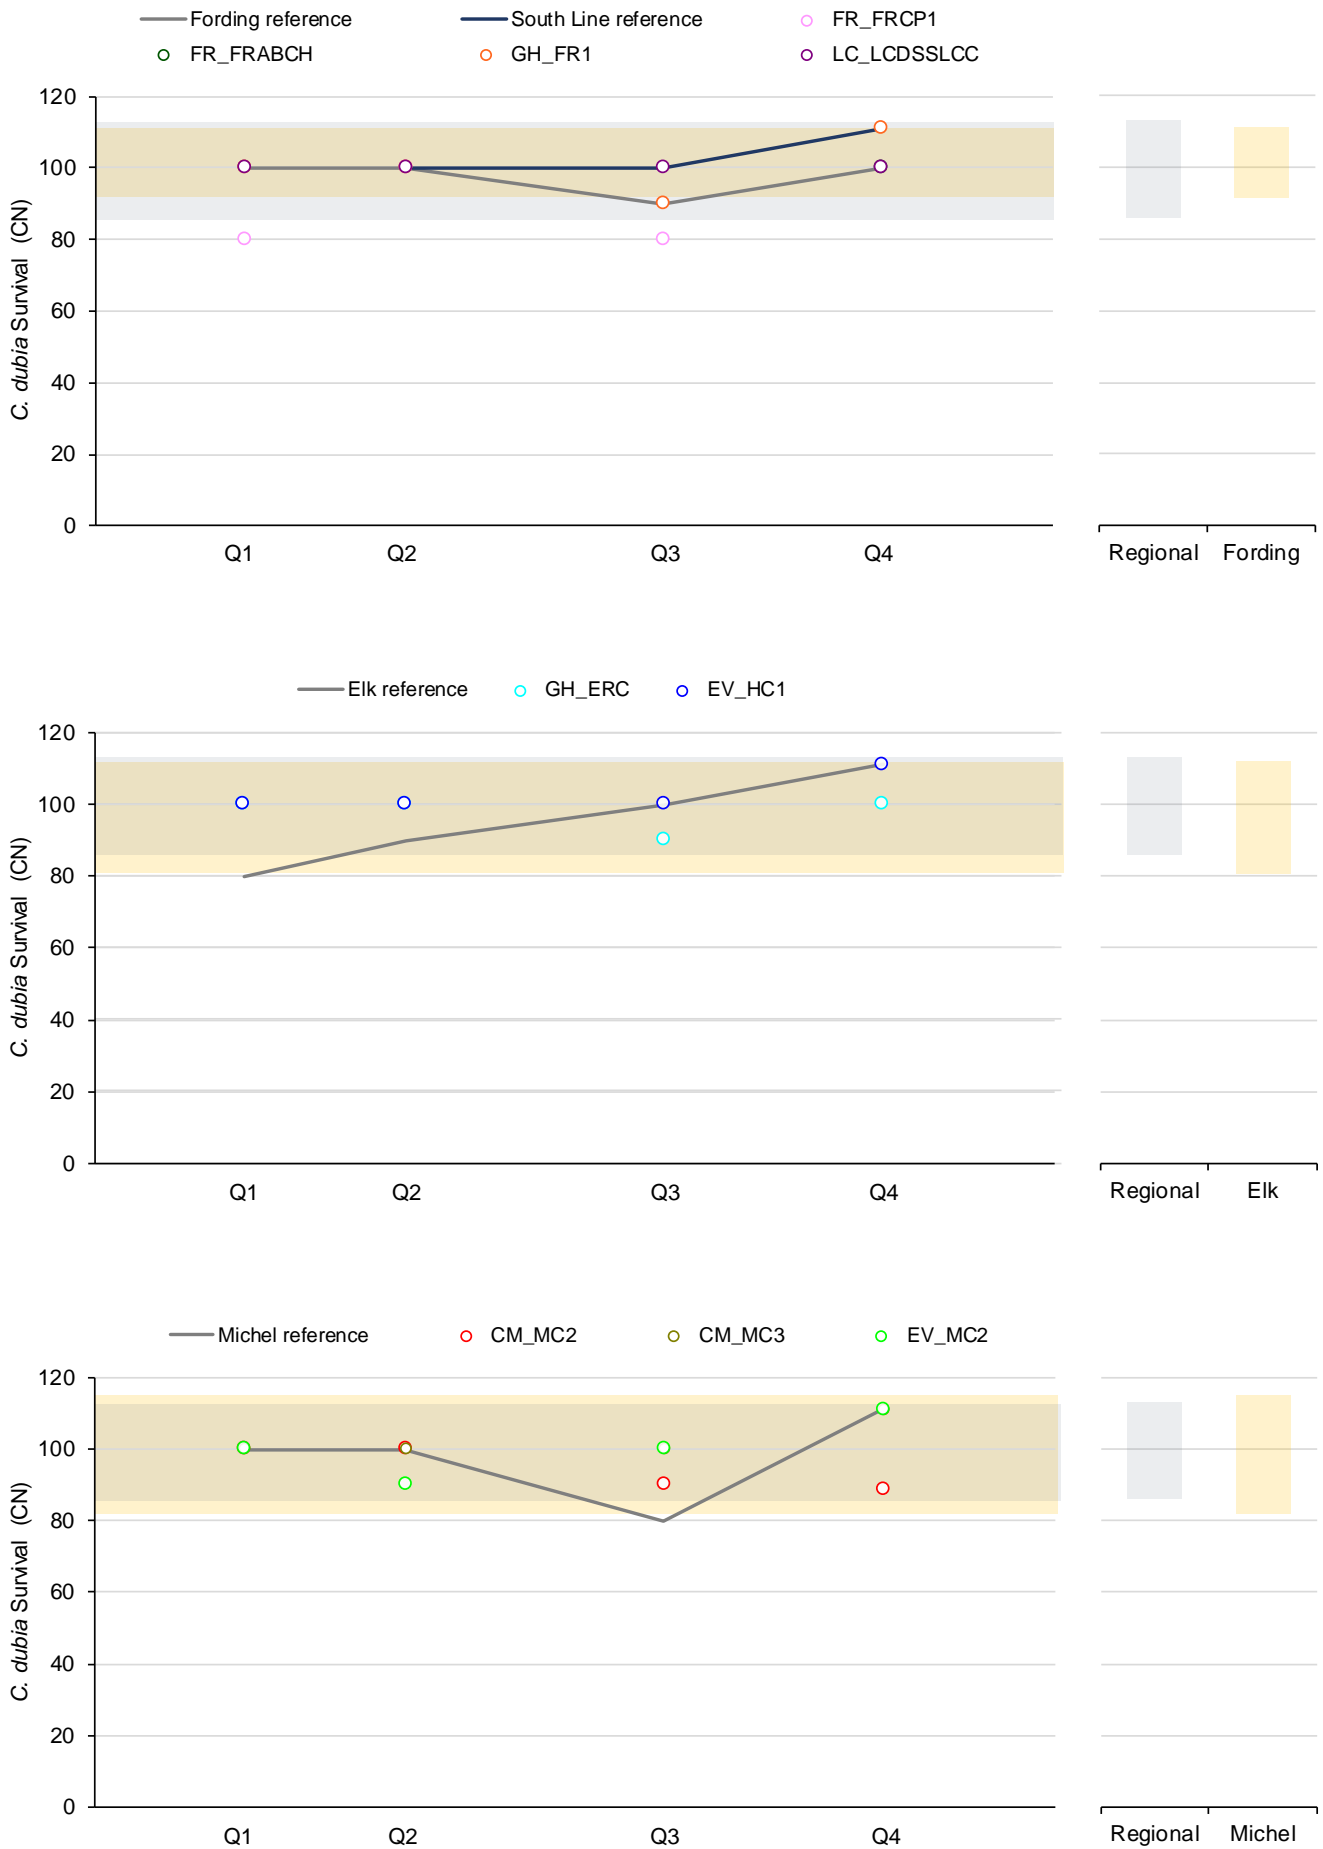 Fording reference South Line reference FR_FRCP1
FR_FRABCH GH_FR1 LC_LCDSSLCC
C. dubia Survival (CN)
120
100
80
60
40
20
0
Q1 Q2 Q3 Q4 Regional Fording
Elk reference GH_ERC EV_HC1
C. dubia Survival (CN)
120
100
80
60
40
20
0
Q1 Q2 Q3 Q4 Regional Elk
Michel reference CM_MC2 CM_MC3 EV_MC2
C. dubia Survival (CN)
120
100
80
60
40
20
0
Q1 Q2 Q3 Q4 Regional Michel